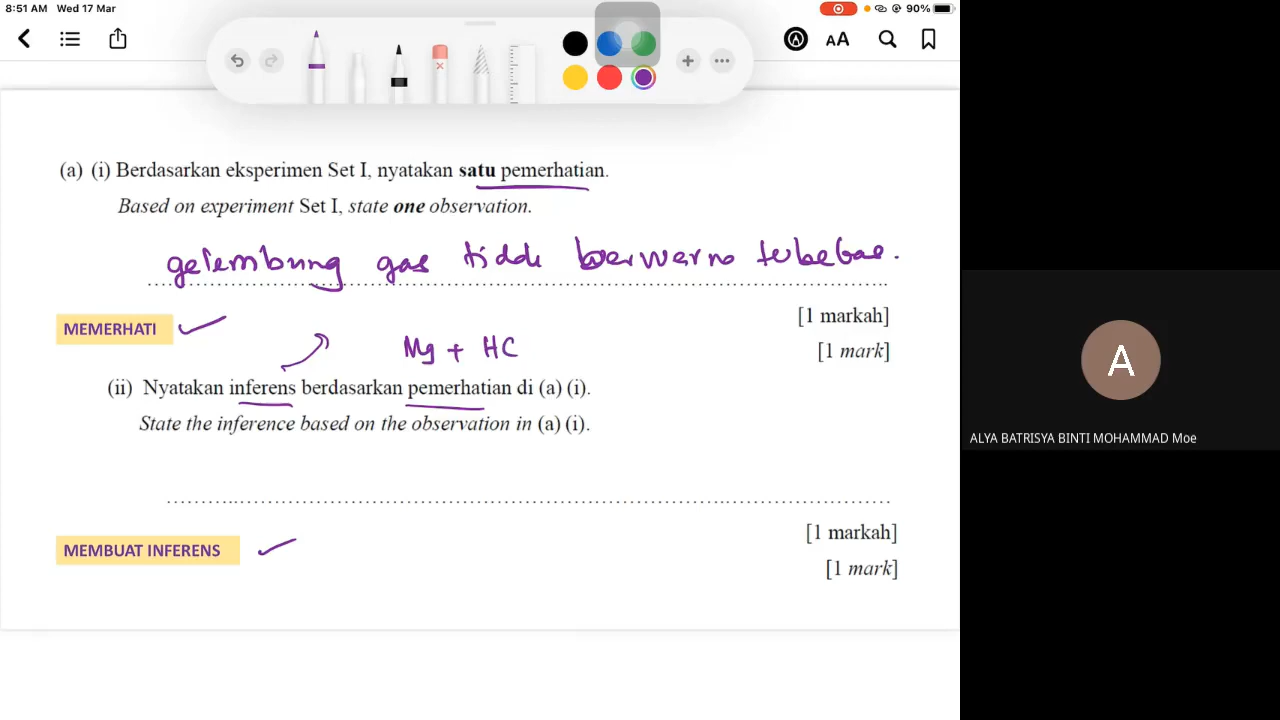 8:51 AM Wed 17 Mar
90%
AA
(a) (i) Berdasarkan eksperimen Set I, nyatakan satu pemerhatian.
Based on experiment Set I, state one observation.
gelembung gas tidak berwarna terbebas.
[1 markah]
MEMERHATI
[1 mark]
Mg + HC
(ii) Nyatakan inferens berdasarkan pemerhatian di (a) (i).
State the inference based on the observation in (a) (i).
[1 markah]
MEMBUAT INFERENS
[1 mark]
A
ALYA BATRISYA BINTI MOHAMMAD Moe